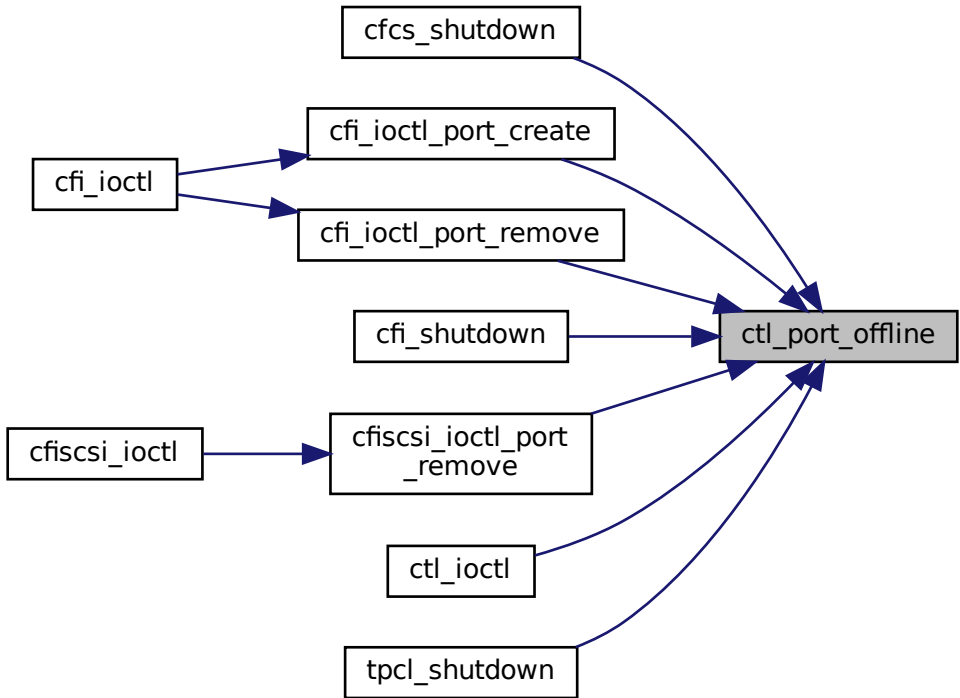 cfcs_shutdown
cfi_ioctl_port_create
cfi_ioctl
cfi_ioctl_port_remove
cfi_shutdown
ctl_port_offline
cfiscsi_ioctl_port
_remove
cfiscsi_ioctl
ctl_ioctl
tpcl_shutdown